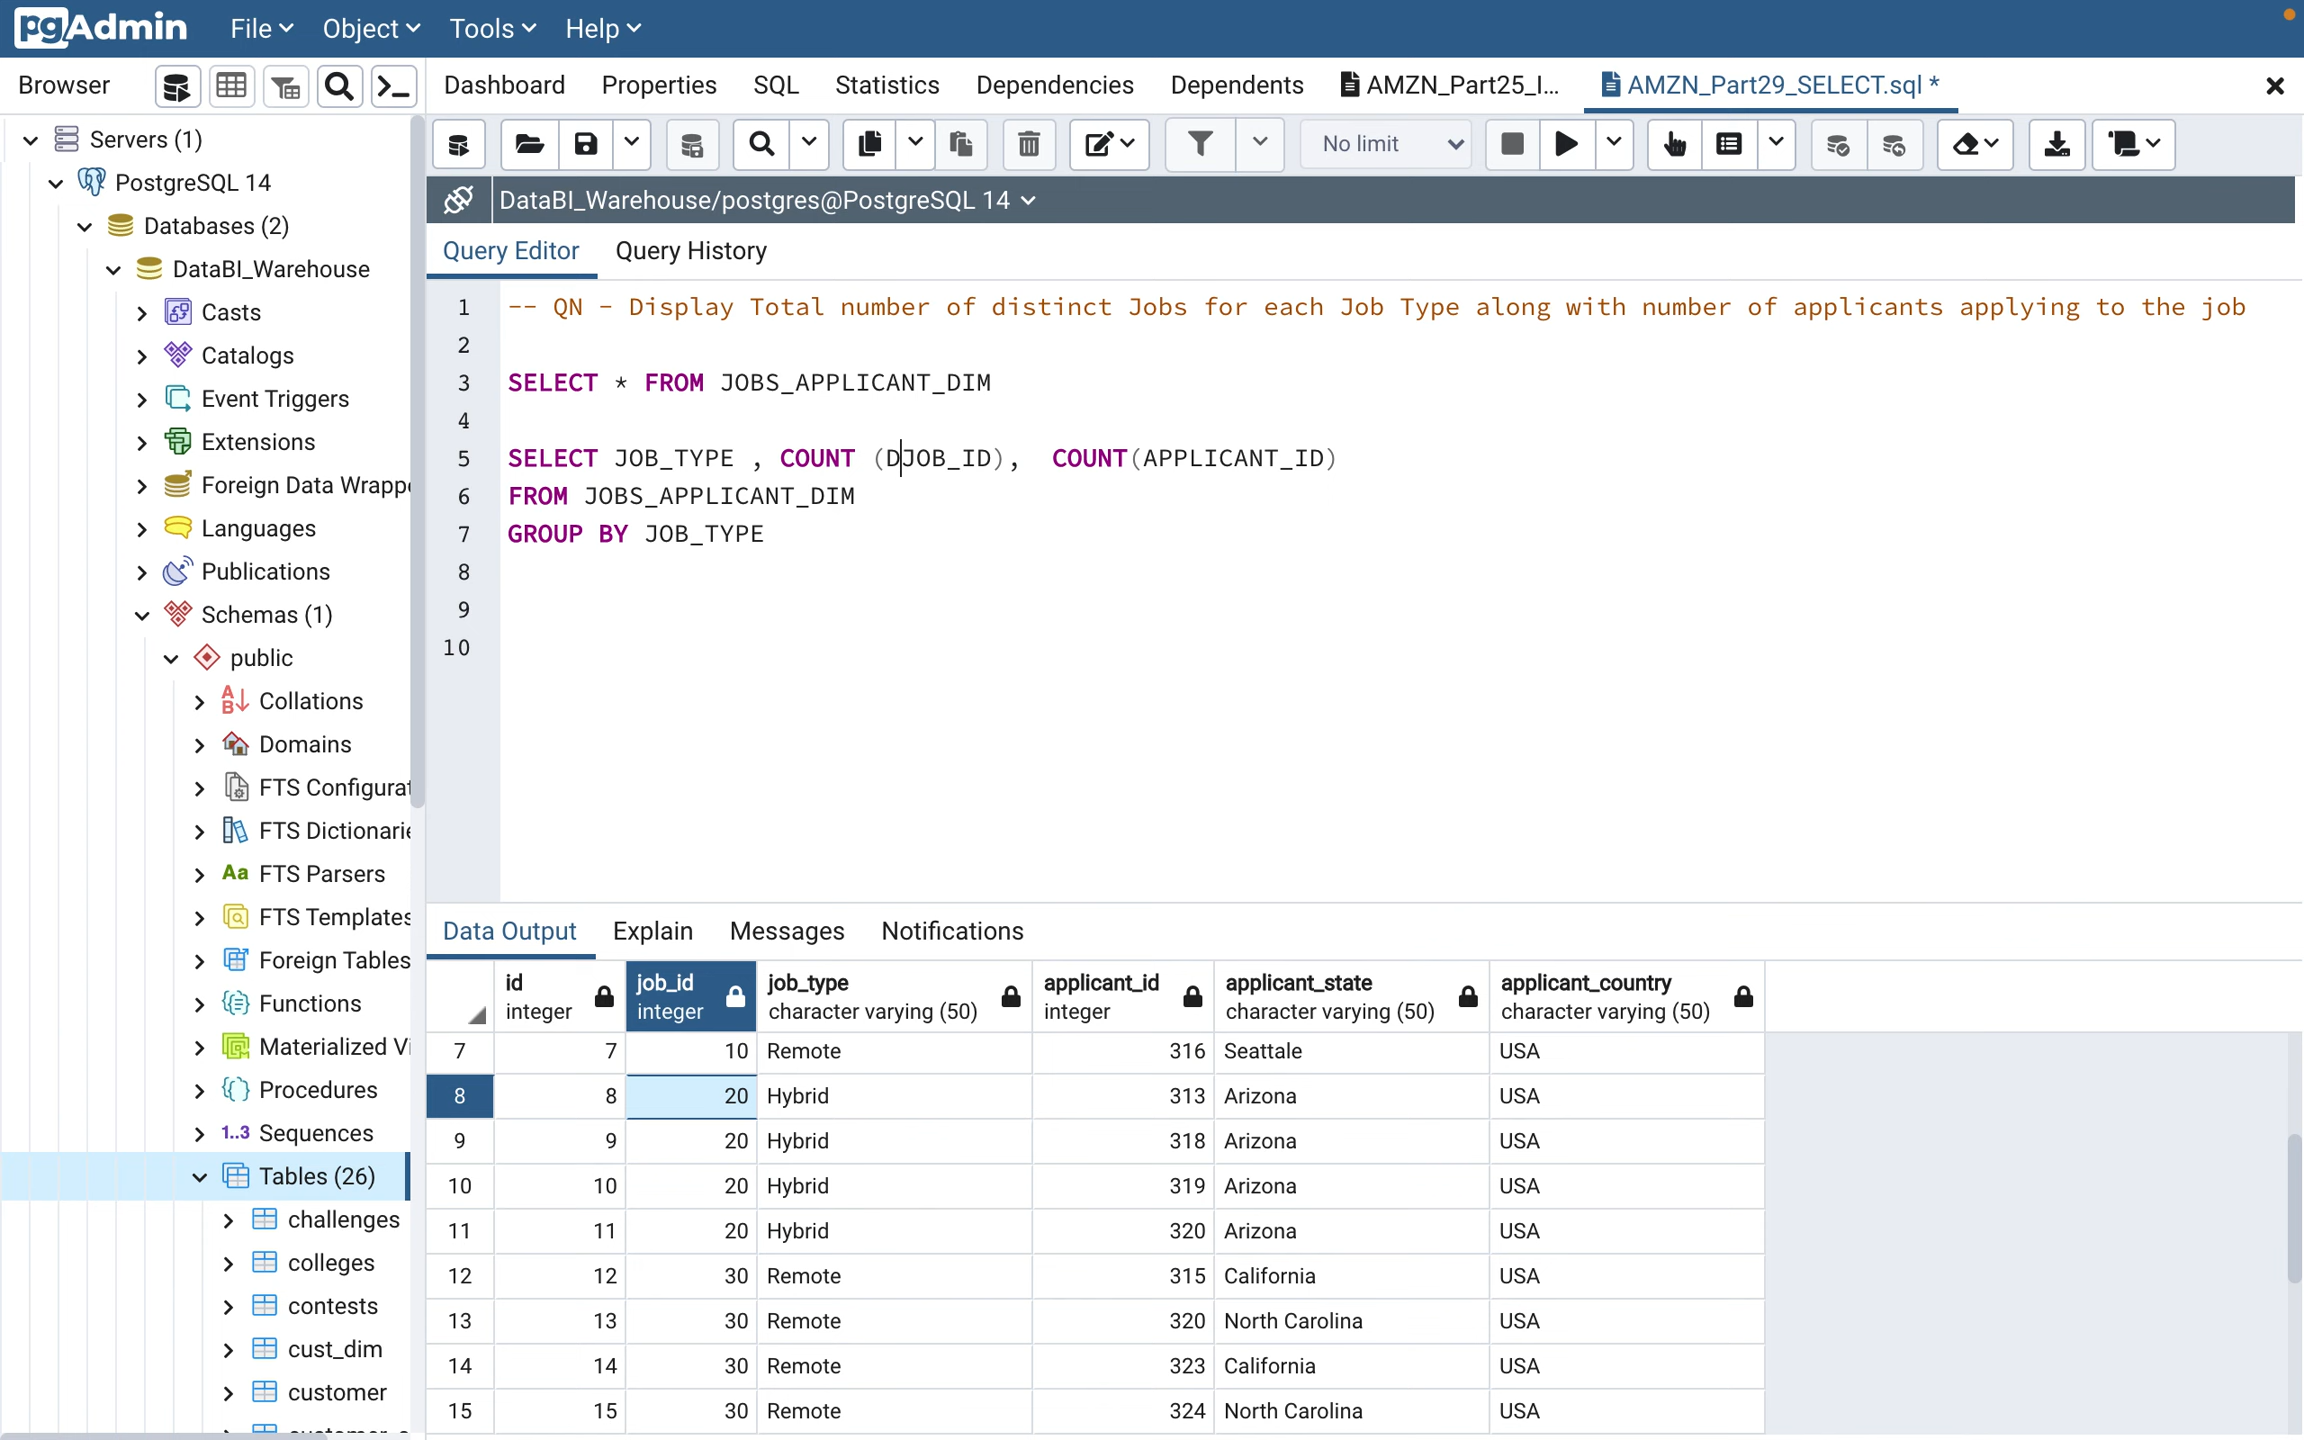 pgAdmin File Object Tools Help
Browser
Dashboard Properties SQL Statistics Dependencies Dependents AMZN_Part25_I... AMZN_Part29_SELECT.sql *
No limit
DataBI_Warehouse/postgres@PostgreSQL 14
Query Editor Query History
Servers (1)
PostgreSQL 14
Databases (2)
DataBI_Warehouse
Casts
Catalogs
Event Triggers
Extensions
Foreign Data Wrappe
Languages
Publications
Schemas (1)
public
Collations
Domains
FTS Configurat
FTS Dictionarie
Aa FTS Parsers
FTS Templates
Foreign Tables
Functions
Materialized Vi
Procedures
1..3 Sequences
Tables (26)
challenges
colleges
contests
cust_dim
customer
1 -- QN - Display Total number of distinct Jobs for each Job Type along with number of applicants applying to the job
2
3 SELECT * FROM JOBS_APPLICANT_DIM
4
5 SELECT JOB_TYPE , COUNT (DJOB_ID), COUNT(APPLICANT_ID)
6 FROM JOBS_APPLICANT_DIM
7 GROUP BY JOB_TYPE
8
9
10
Data Output Explain Messages Notifications
id job_id job_type applicant_id applicant_state applicant_country
integer integer character varying (50) integer character varying (50) character varying (50)
7 7 10 Remote 316 Seattale USA
8 8 20 Hybrid 313 Arizona USA
9 9 20 Hybrid 318 Arizona USA
10 10 20 Hybrid 319 Arizona USA
11 11 20 Hybrid 320 Arizona USA
12 12 30 Remote 315 California USA
13 13 30 Remote 320 North Carolina USA
14 14 30 Remote 323 California USA
15 15 30 Remote 324 North Carolina USA